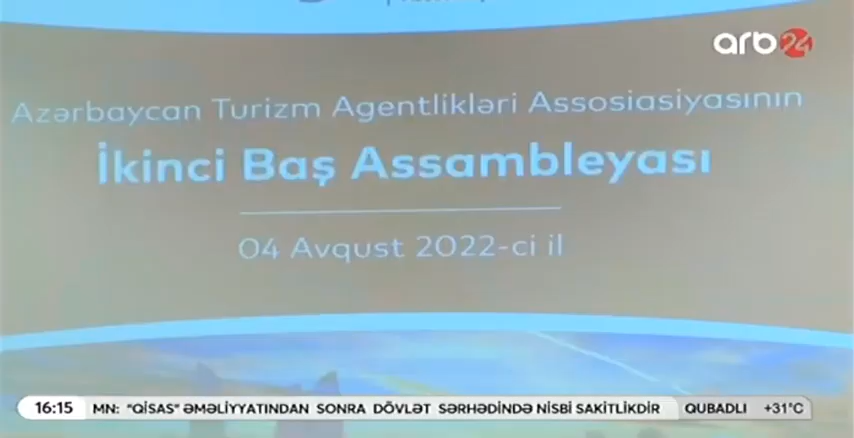 arb24
Azərbaycan Turizm Agentlikləri Assosiasiyasının
İkinci Baş Assambleyası
04 Avqust 2022-ci il
16:15 MN: "QİSAS" ƏMƏLİYYATINDAN SONRA DÖVLƏT SƏRHƏDİNDƏ NİSBİ SAKİTLİKDİR QUBADLI +31°C